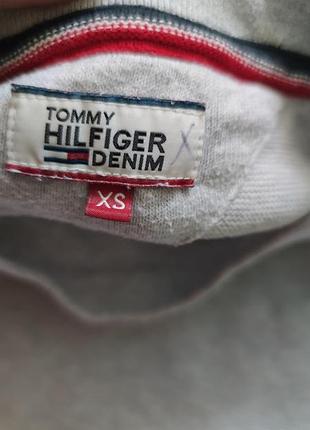 TOMMY
HILFIGER
DENIM X
XS